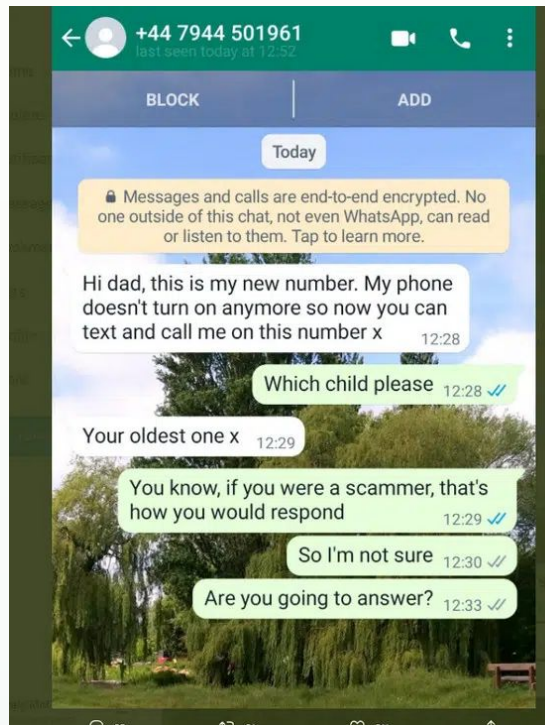 +44 7944 501961
last seen today at 12:52
BLOCK
ADD
Today
Messages and calls are end-to-end encrypted. No
one outside of this chat, not even WhatsApp, can read
or listen to them. Tap to learn more.
Hi dad, this is my new number. My phone
doesn't turn on anymore so now you can
text and call me on this number x 12:28
Which child please 12:28
Your oldest one x 12:29
You know, if you were a scammer, that's
how you would respond 12:29
So I'm not sure 12:30
Are you going to answer? 12:33